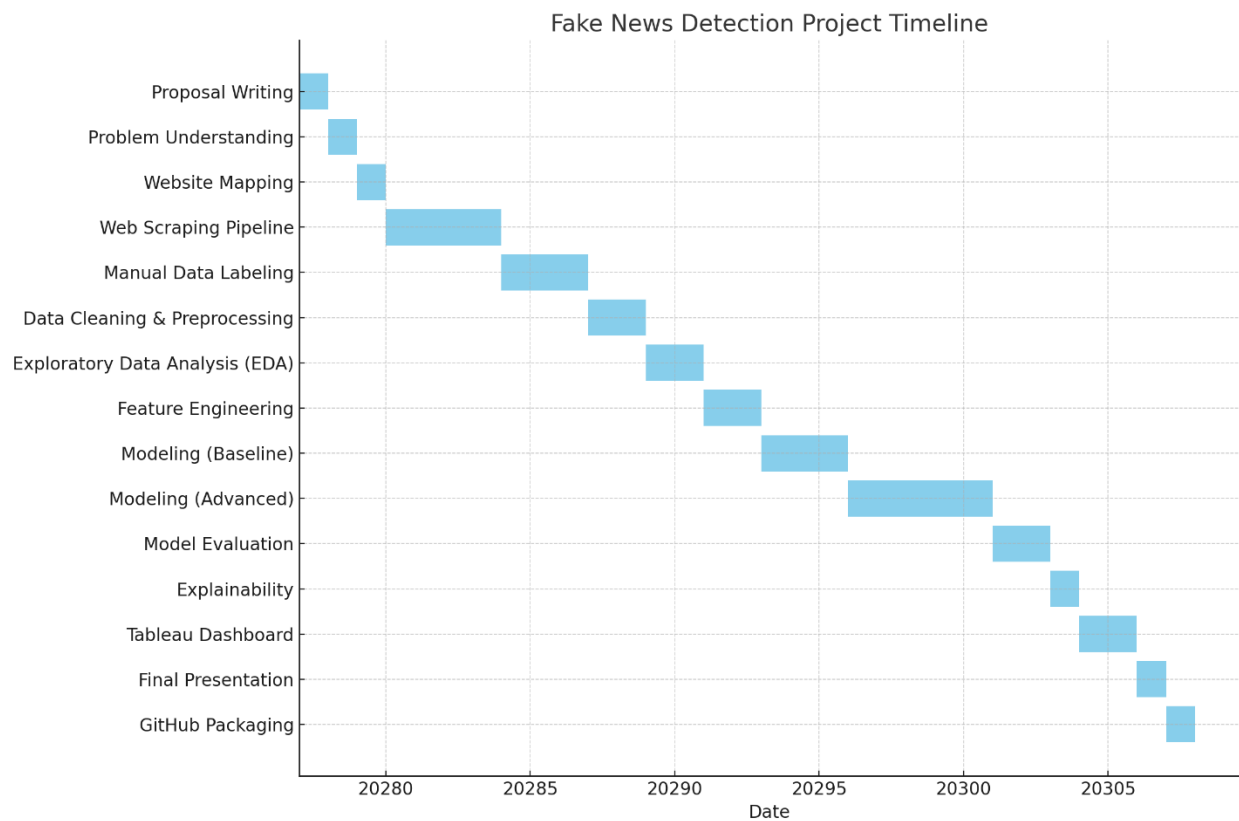 Fake News Detection Project Timeline
Proposal Writing
Problem Understanding
Website Mapping
Web Scraping Pipeline
Manual Data Labeling
Data Cleaning & Preprocessing
Exploratory Data Analysis (EDA)
Feature Engineering
Modeling (Baseline)
Modeling (Advanced)
Model Evaluation
Explainability
Tableau Dashboard
Final Presentation
GitHub Packaging
20280 20285 20290 20295 20300 20305
Date